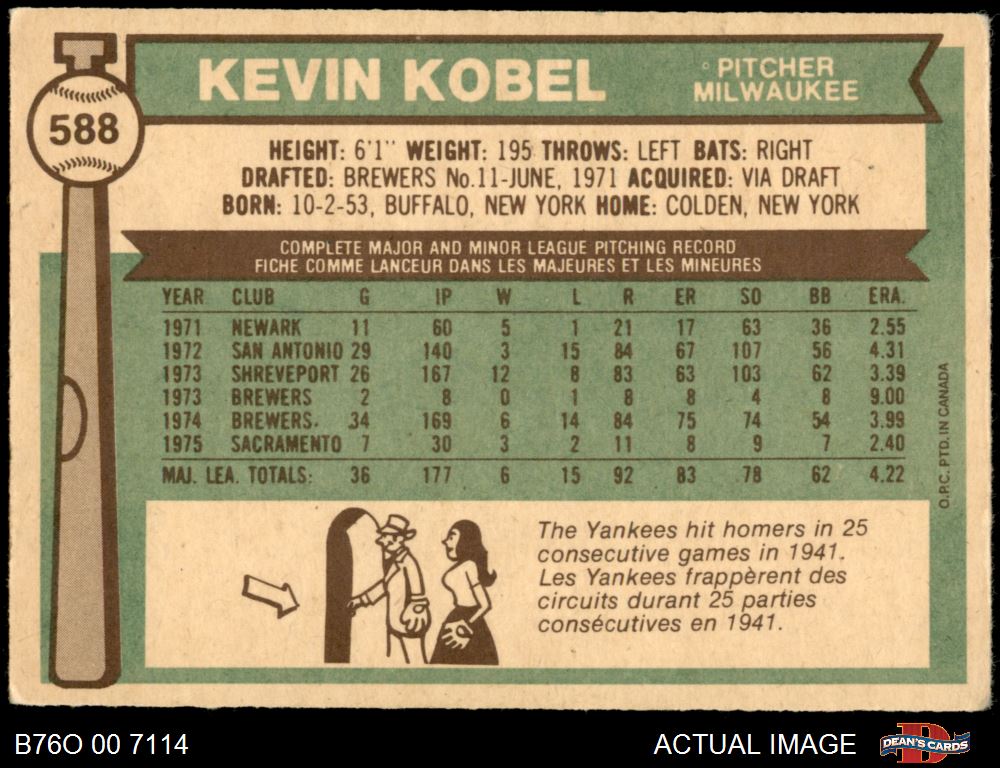 588
KEVIN KOBEL
PITCHER
MILWAUKEE
HEIGHT: 6'1" WEIGHT: 195 THROWS: LEFT BATS: RIGHT
DRAFTED: BREWERS No.11-JUNE, 1971 ACQUIRED: VIA DRAFT
BORN: 10-2-53, BUFFALO, NEW YORK HOME: COLDEN, NEW YORK
COMPLETE MAJOR AND MINOR LEAGUE PITCHING RECORD
FICHE COMME LANCEUR DANS LES MAJEURES ET LES MINEURES
YEAR CLUB G IP W L R ER SO BB ERA.
1971 NEWARK 11 60 5 1 21 17 63 36 2.55
1972 SAN ANTONIO 29 140 3 15 84 67 107 56 4.31
1973 SHREVEPORT 26 167 12 8 83 63 103 62 3.39
1973 BREWERS 2 8 0 1 8 8 4 8 9.00
1974 BREWERS. 34 169 6 14 84 75 74 54 3.99
1975 SACRAMENTO 7 30 3 2 11 8 9 7 2.40
MAJ. LEA. TOTALS: 36 177 6 15 92 83 78 62 4.22
O.P.C. PTD. IN CANADA
The Yankees hit homers in 25
consecutive games in 1941.
Les Yankees frappèrent des
circuits durant 25 parties
consécutives en 1941.
B76O 00 7114
ACTUAL IMAGE
D
DEAN'S CARDS